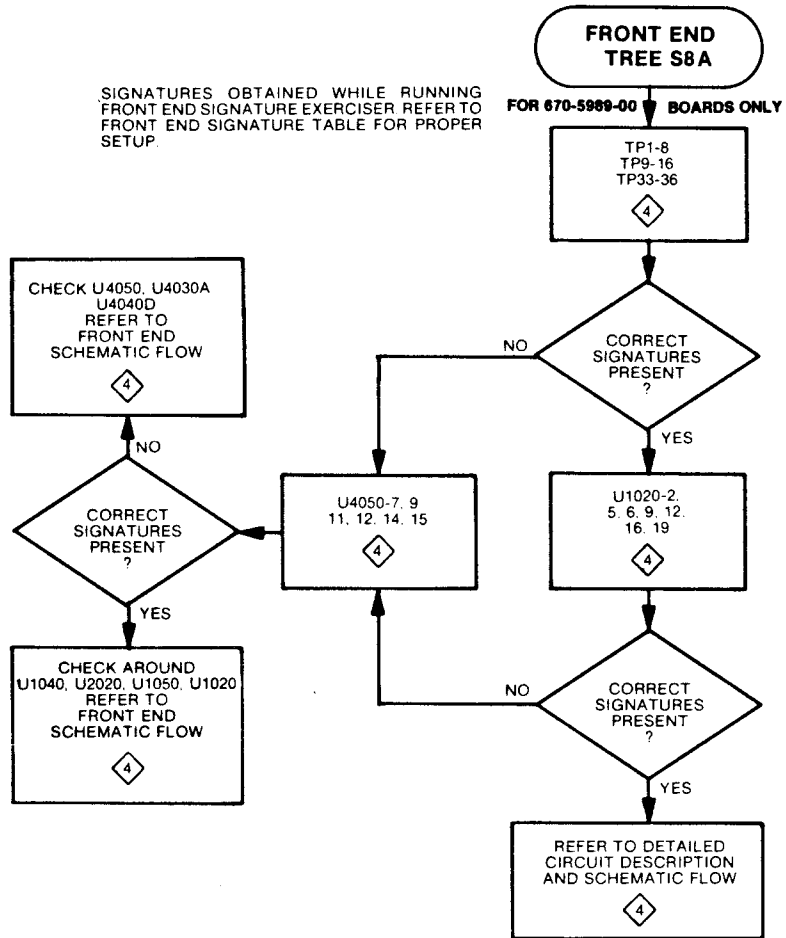 FRONT END
TREE S8A
SIGNATURES OBTAINED WHILE RUNNING
FRONT END SIGNATURE EXERCISER REFER TO
FRONT END SIGNATURE TABLE FOR PROPER
SETUP.
FOR 670-5989-00 BOARDS ONLY
TP1-8
TP9-16
TP33-36
4
CHECK U4050, U4030A
U4040D
REFER TO
FRONT END
SCHEMATIC FLOW
4
CORRECT
SIGNATURES
PRESENT
?
NO
YES
NO
CORRECT
SIGNATURES
PRESENT
?
YES
U4050-7, 9
11, 12, 14, 15
4
U1020-2,
5, 6, 9, 12,
16, 19
4
CHECK AROUND
U1040, U2020, U1050, U1020
REFER TO
FRONT END
SCHEMATIC FLOW
4
NO
CORRECT
SIGNATURES
PRESENT
?
YES
REFER TO DETAILED
CIRCUIT DESCRIPTION
AND SCHEMATIC FLOW
4